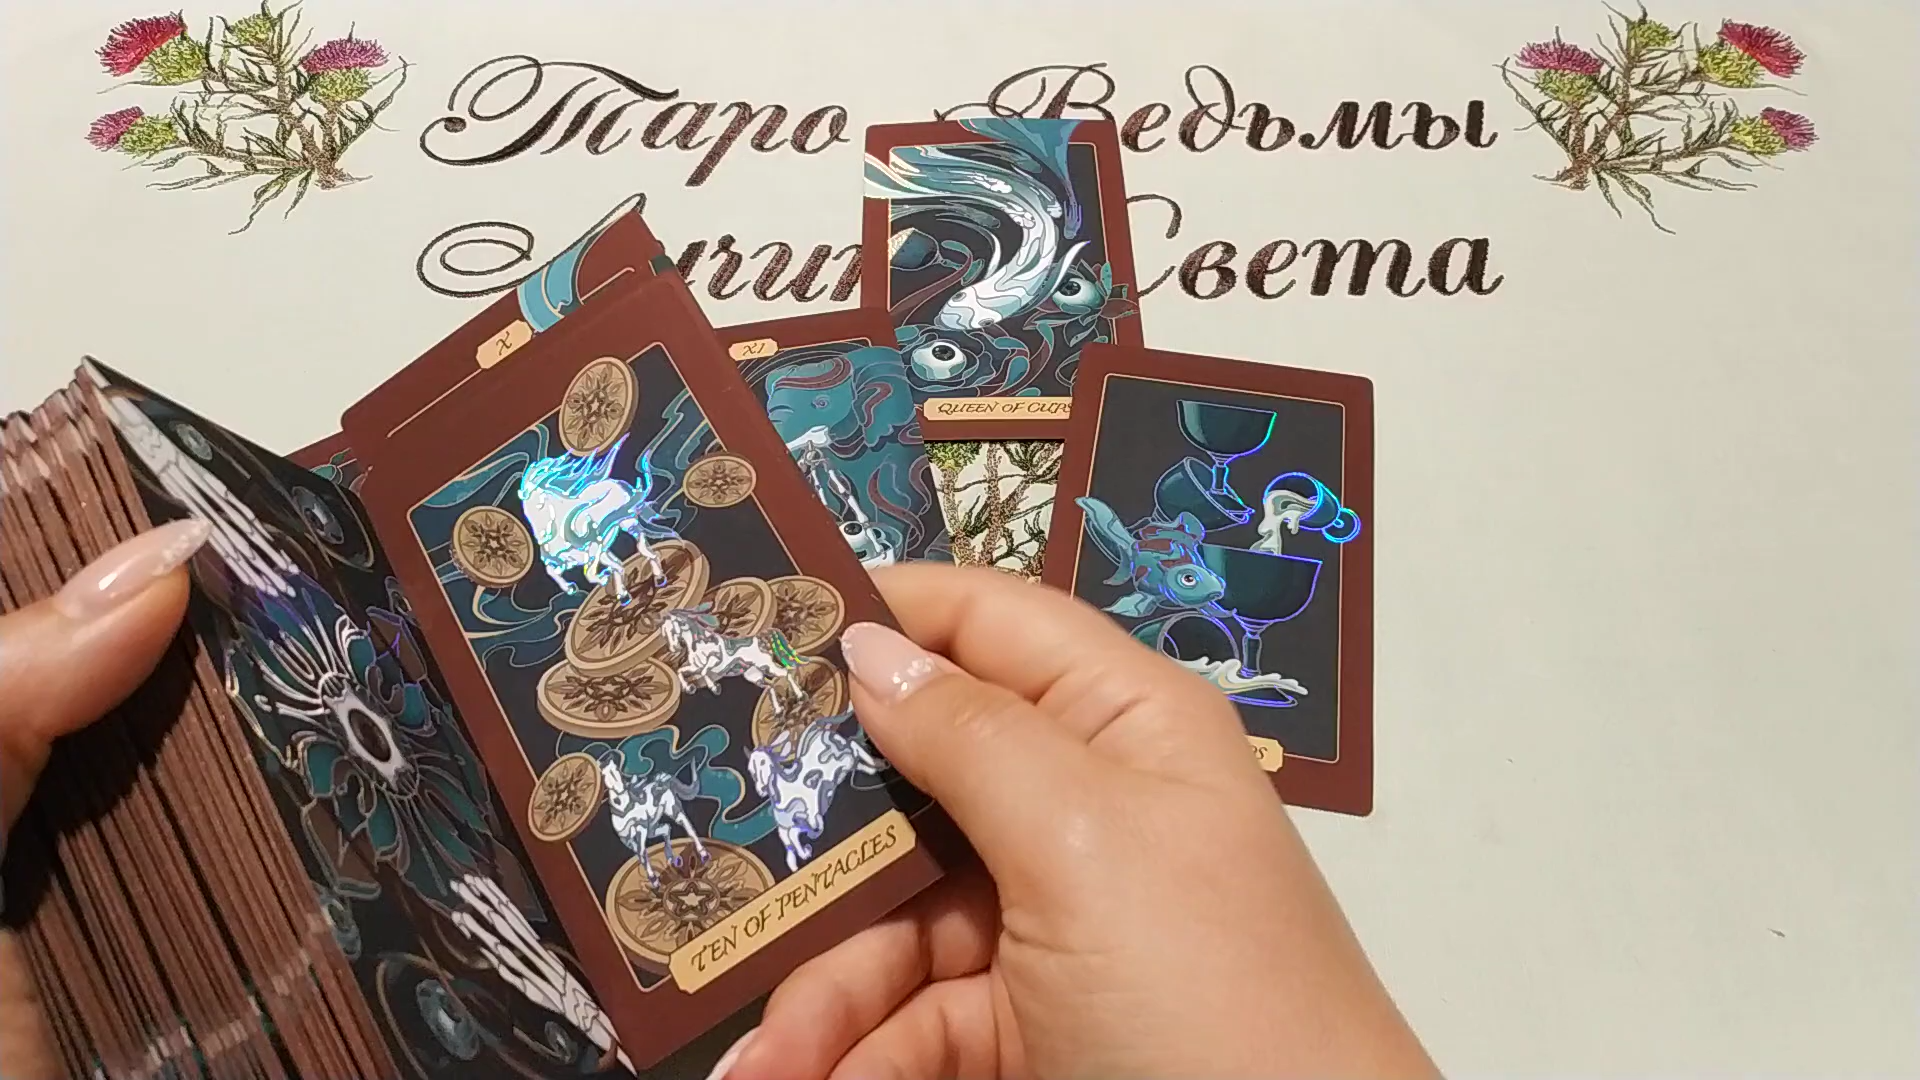 Таро Ведьмы
Света
X
XI
QUEEN OF CUPS
TEN OF PENTACLES